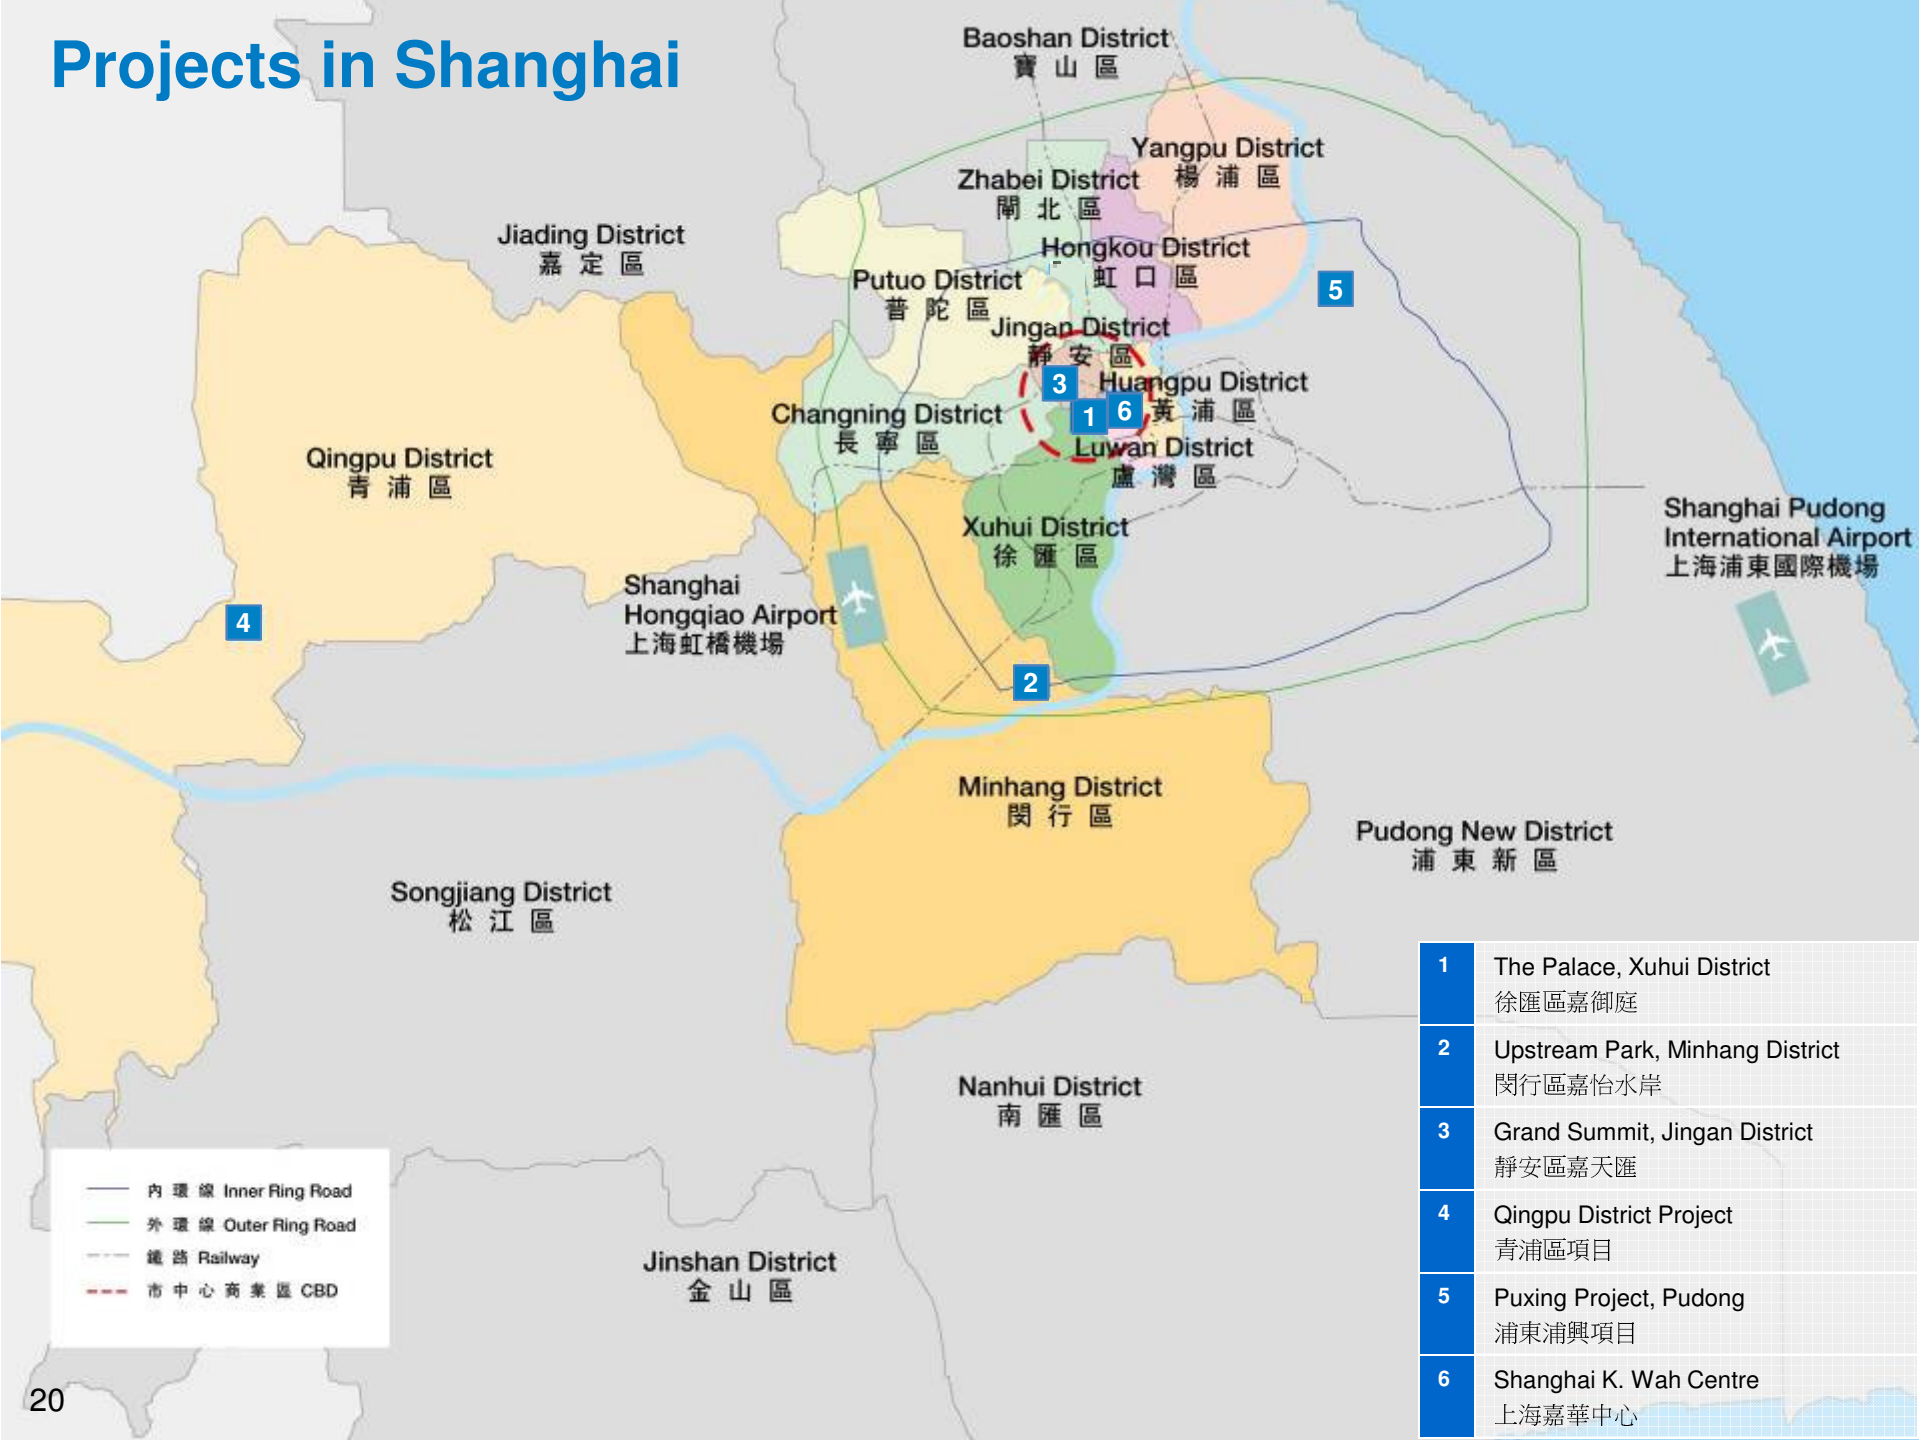 Projects in Shanghai
Baoshan District
寶 山 區
Yangpu District
楊 浦 區
Zhabei District
閘 北 區
Jiading District
嘉 定 區
Hongkou District
虹 口 區
Putuo District
普 陀 區
5
Jingan District
靜 安 區
3
Huangpu District
黃 浦 區
1
6
Changning District
長 寧 區
Luwan District
盧 灣 區
Qingpu District
青 浦 區
Xuhui District
徐 匯 區
Shanghai Pudong
International Airport
上海浦東國際機場
Shanghai
Hongqiao Airport
上海虹橋機場
4
2
Minhang District
閔 行 區
Pudong New District
浦 東 新 區
Songjiang District
松 江 區
Nanhui District
南 匯 區
Jinshan District
金 山 區
內 環 線 Inner Ring Road
外 環 線 Outer Ring Road
鐵 路 Railway
市 中 心 商 業 區 CBD
1 The Palace, Xuhui District
徐匯區嘉御庭
2 Upstream Park, Minhang District
閔行區嘉怡水岸
3 Grand Summit, Jingan District
靜安區嘉天匯
4 Qingpu District Project
青浦區項目
5 Puxing Project, Pudong
浦東浦興項目
6 Shanghai K. Wah Centre
上海嘉華中心
20